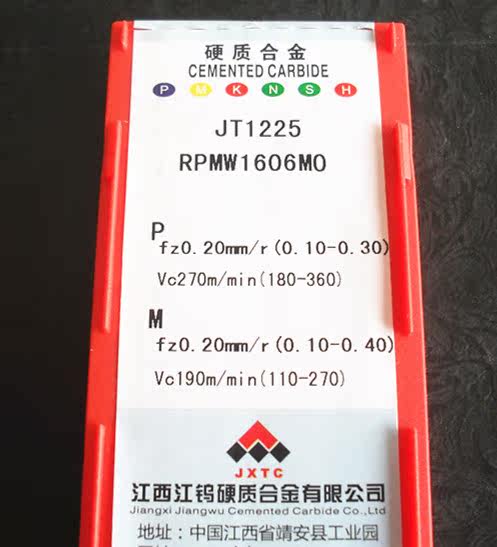 硬质合金
CEMENTED CARBIDE
P M K N S H
JT1225
RPMW1606MO
P
fz0.20mm/r(0.10-0.30)
Vc270m/min(180-360)
M
fz0.20mm/r(0.10-0.40)
Vc190m/min(110-270)
JXTC
江西江钨硬质合金有限公司
Jiangxi Jiangwu Cemented Carbide Co.,Ltd
地址: 中国江西省靖安县工业园